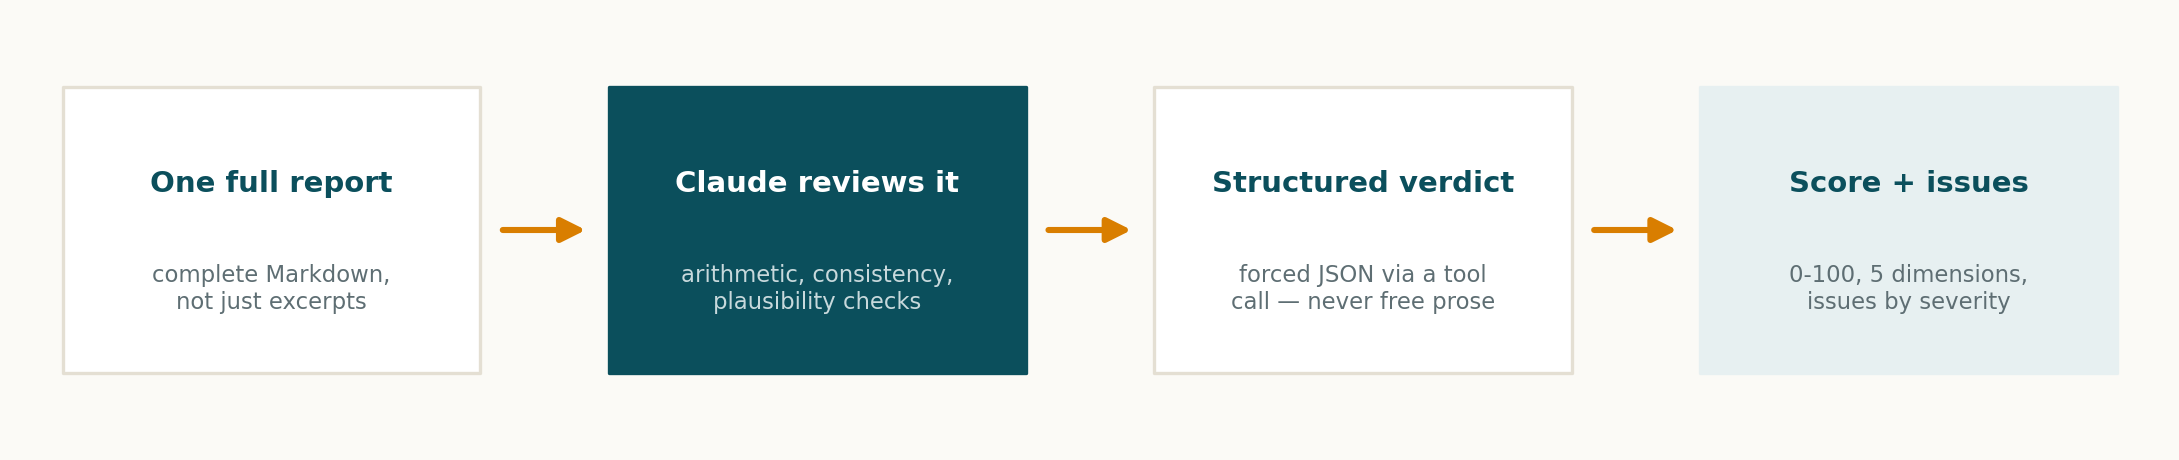 One full report
complete Markdown,
not just excerpts
Claude reviews it
arithmetic, consistency,
plausibility checks
Structured verdict
forced JSON via a tool
call — never free prose
Score + issues
0-100, 5 dimensions,
issues by severity